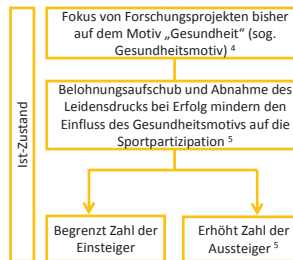 Ist-Zustand
Fokus von Forschungsprojekten bisher
auf dem Motiv „Gesundheit“ (sog.
Gesundheitsmotiv) 4
Belohnungsaufschub und Abnahme des
Leidensdrucks bei Erfolg mindern den
Einfluss des Gesundheitsmotivs auf die
Sportpartizipation 5
Begrenzt Zahl der
Einsteiger
Erhöht Zahl der
Aussteiger 5